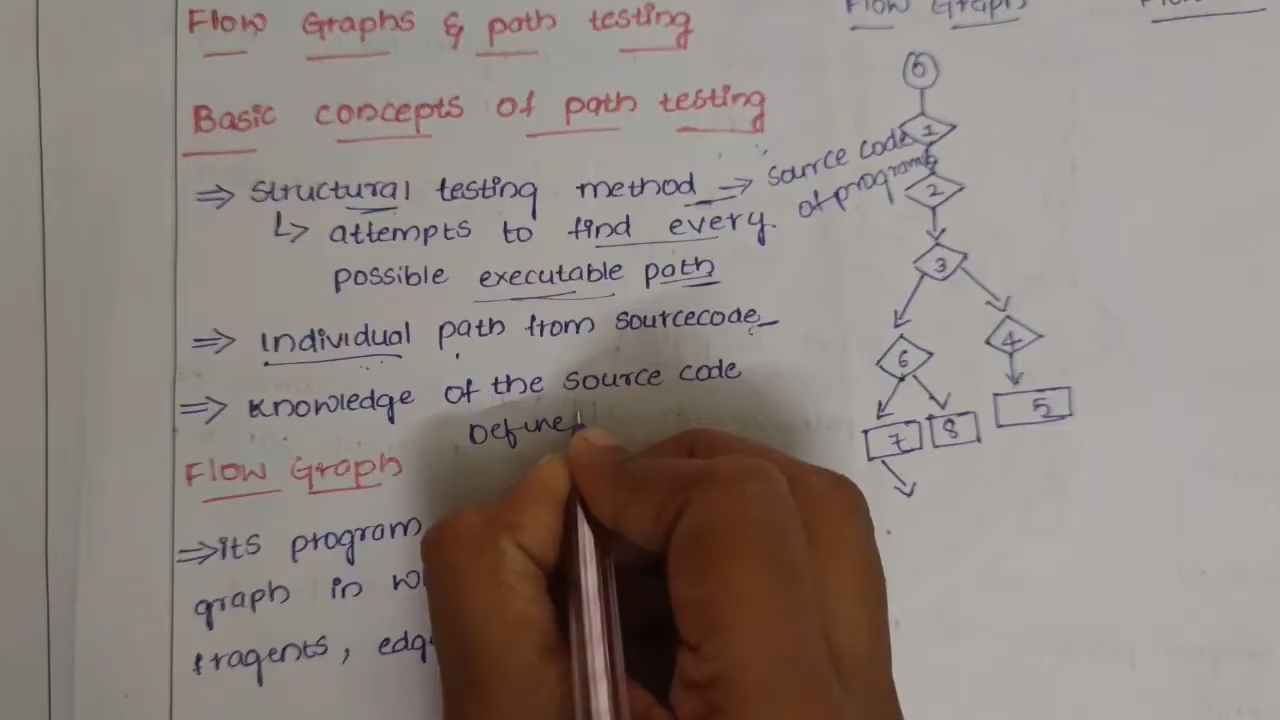 Flow Graphs & path testing
Basic concepts of path testing
⇒ structural testing method ⇒ source code
of program
↳ attempts to find every
possible executable path
⇒ Individual path from sourcecode
⇒ knowledge of the source code
Define
Flow Graph
⇒ its program
graph in
fragents, edg
Flow Graph
0
1
2
3
6
4
7
8
5